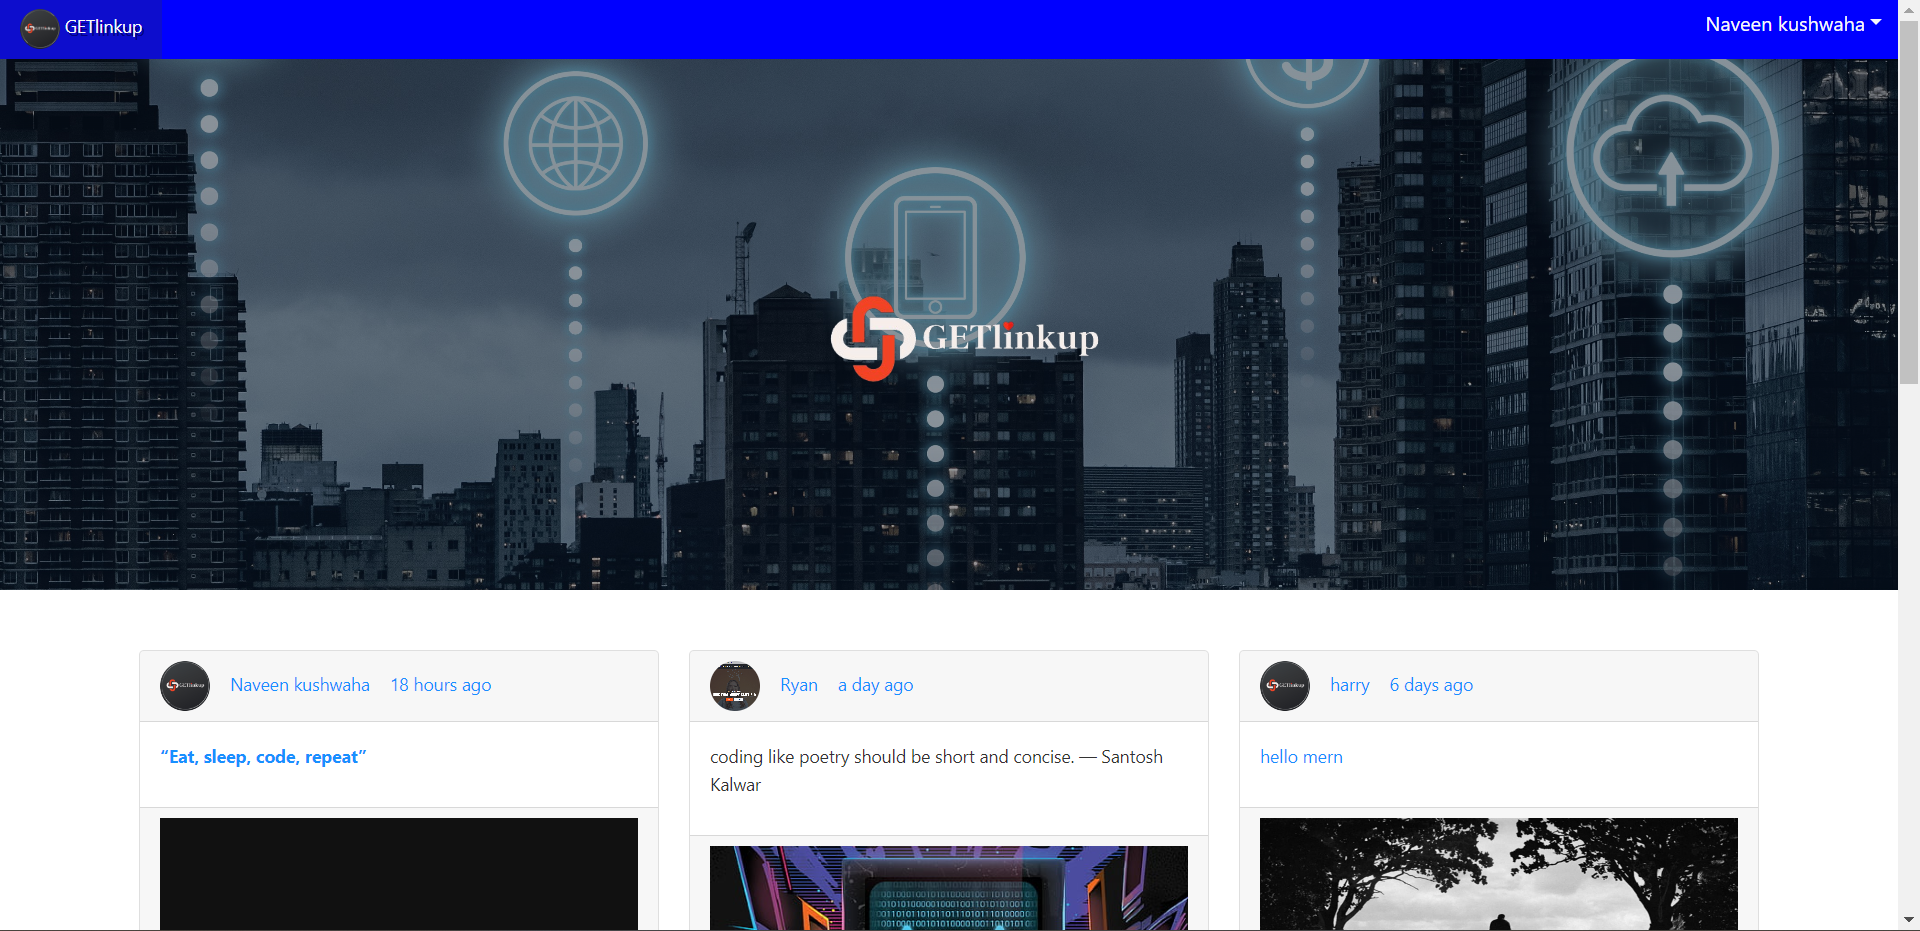 GETlinkup
Naveen kushwaha
GETlinkup
Naveen kushwaha 18 hours ago
Ryan a day ago
harry 6 days ago
“Eat, sleep, code, repeat”
coding like poetry should be short and concise. — Santosh
Kalwar
hello mern